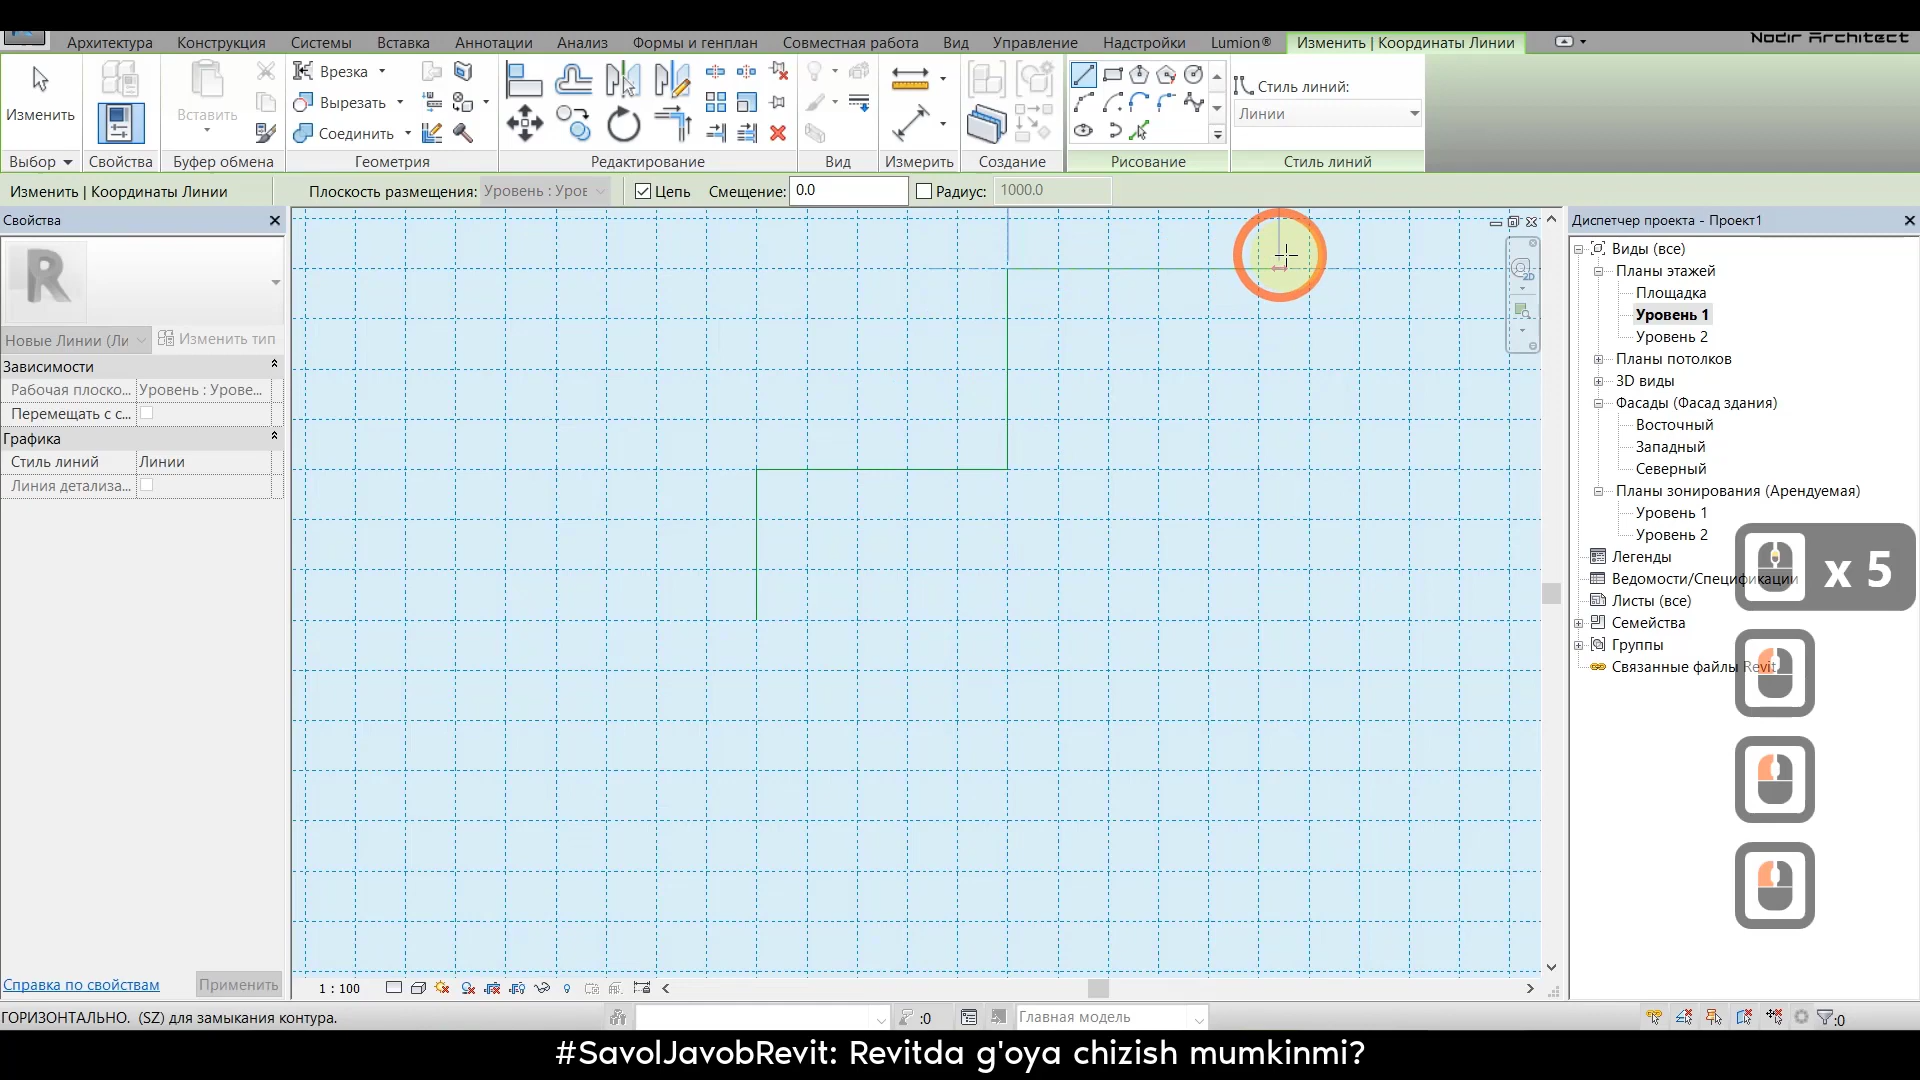 Архитектура Конструкция Системы Вставка Аннотации Анализ Формы и генплан Совместная работа Вид Управление Надстройки Lumion® Изменить | Координаты Линии
Nodir Architect
Изменить
Вставить
Врезка
Вырезать
Соединить
Стиль линий:
Линии
Выбор Свойства Буфер обмена Геометрия Редактирование Вид Измерить Создание Рисование Стиль линий
Изменить | Координаты Линии Плоскость размещения: Уровень : Уров Цепь Смещение: 0.0 Радиус: 1000.0
Свойства
R
Новые Линии (Ли Изменить тип
Зависимости
Рабочая плоско... Уровень : Урове...
Перемещать с с...
Графика
Стиль линий Линии
Линия детализа...
Справка по свойствам Применить
2D
Диспетчер проекта - Проект1
Виды (все)
Планы этажей
Площадка
Уровень 1
Уровень 2
Планы потолков
3D виды
Фасады (Фасад здания)
Восточный
Западный
Северный
Планы зонирования (Арендуемая)
Уровень 1
Уровень 2
Легенды
Ведомости/Спецификации
Листы (все)
Семейства
Группы
Связанные файлы Revit
x 5
1 : 100
ГОРИЗОНТАЛЬНО. (SZ) для замыкания контура. :0 Главная модель :0
#SavolJavobRevit: Revitda g'oya chizish mumkinmi?